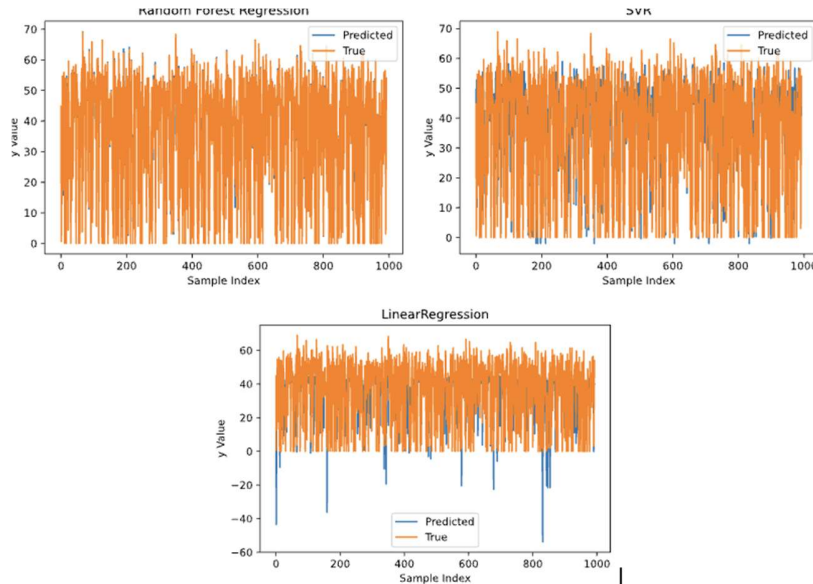 Random Forest Regression
70
60
50
40
30
20
10
0
y Value
Predicted
True
0 200 400 600 800 1000
Sample Index
SVR
70
60
50
40
30
20
10
0
y Value
Predicted
True
0 200 400 600 800 1000
Sample Index
LinearRegression
60
40
20
0
−20
−40
−60
y Value
Predicted
True
0 200 400 600 800 1000
Sample Index